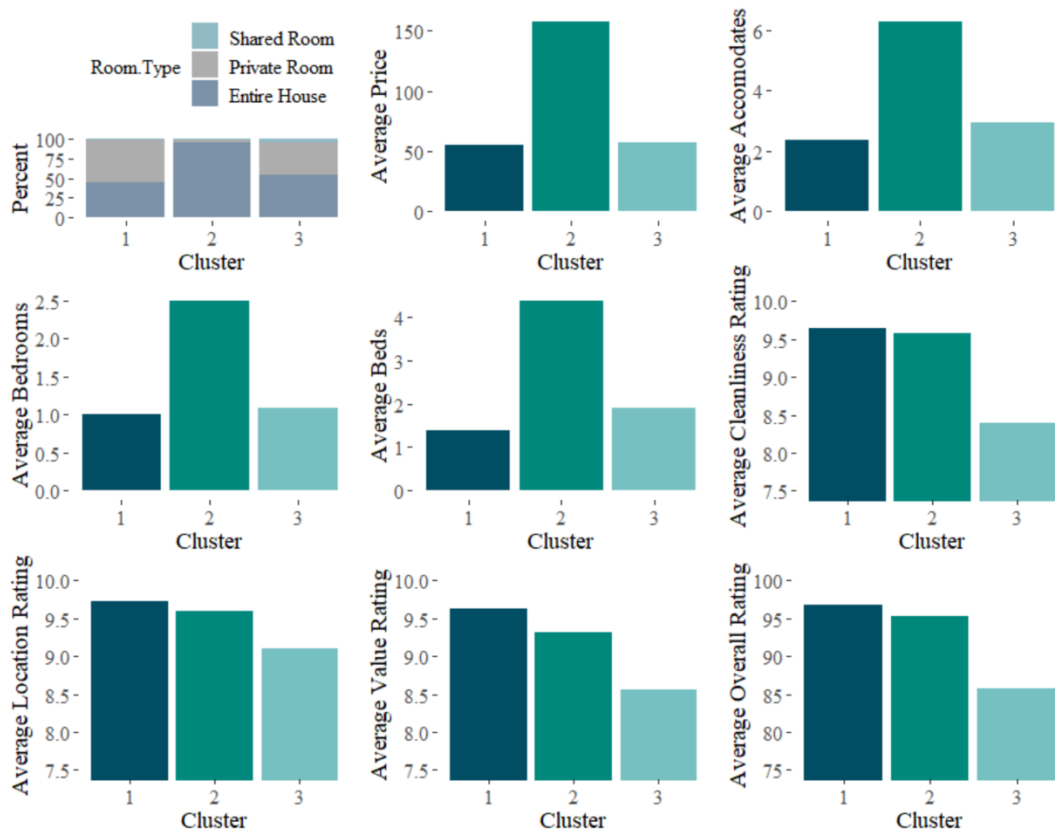 Room.Type
Shared Room
Private Room
Entire House
Percent
100
75
50
25
0
1 2 3
Cluster
Average Price
150
100
50
0
1 2 3
Cluster
Average Accomodates
6
4
2
0
1 2 3
Cluster
Average Bedrooms
2.5
2.0
1.5
1.0
0.5
0.0
1 2 3
Cluster
Average Beds
4
3
2
1
0
1 2 3
Cluster
Average Cleanliness Rating
10.0
9.5
9.0
8.5
8.0
7.5
1 2 3
Cluster
Average Location Rating
10.0
9.5
9.0
8.5
8.0
7.5
1 2 3
Cluster
Average Value Rating
10.0
9.5
9.0
8.5
8.0
7.5
1 2 3
Cluster
Average Overall Rating
100
95
90
85
80
75
1 2 3
Cluster